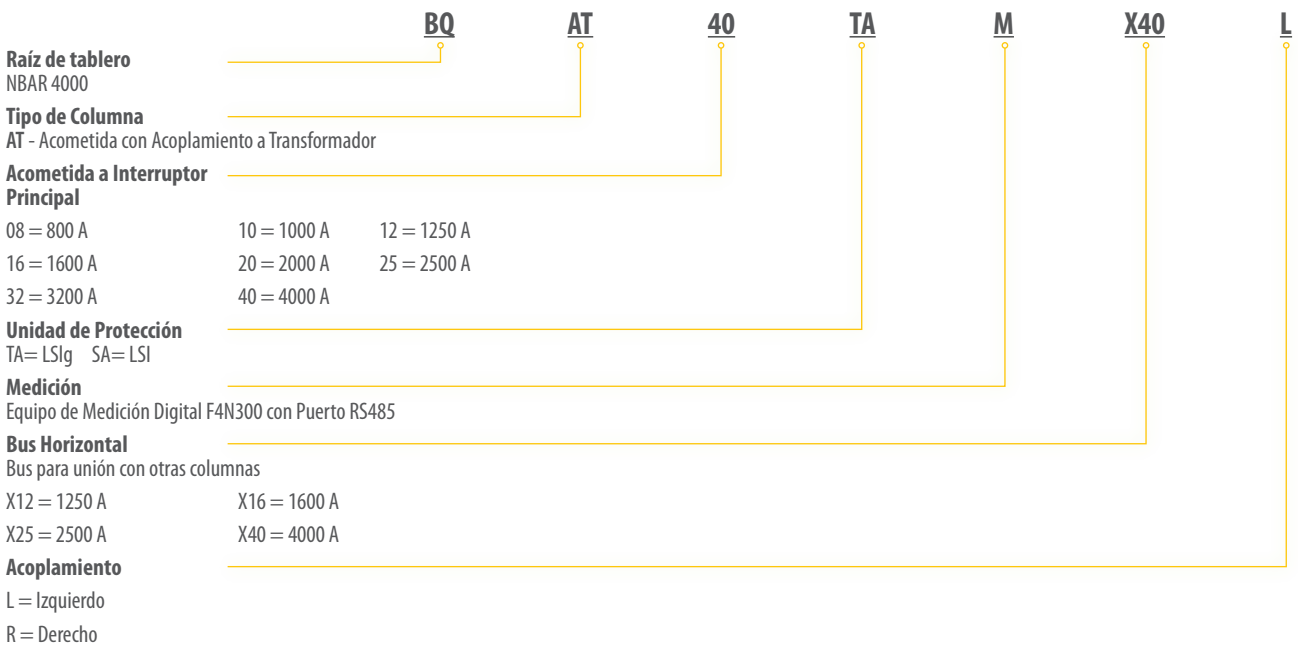 BQ AT 40 TA M X40 L
Raíz de tablero
NBAR 4000
Tipo de Columna
AT - Acometida con Acoplamiento a Transformador
Acometida a Interruptor
Principal
08 = 800 A 10 = 1000 A 12 = 1250 A
16 = 1600 A 20 = 2000 A 25 = 2500 A
32 = 3200 A 40 = 4000 A
Unidad de Protección
TA= LSIg SA= LSI
Medición
Equipo de Medición Digital F4N300 con Puerto RS485
Bus Horizontal
Bus para unión con otras columnas
X12 = 1250 A X16 = 1600 A
X25 = 2500 A X40 = 4000 A
Acoplamiento
L = Izquierdo
R = Derecho